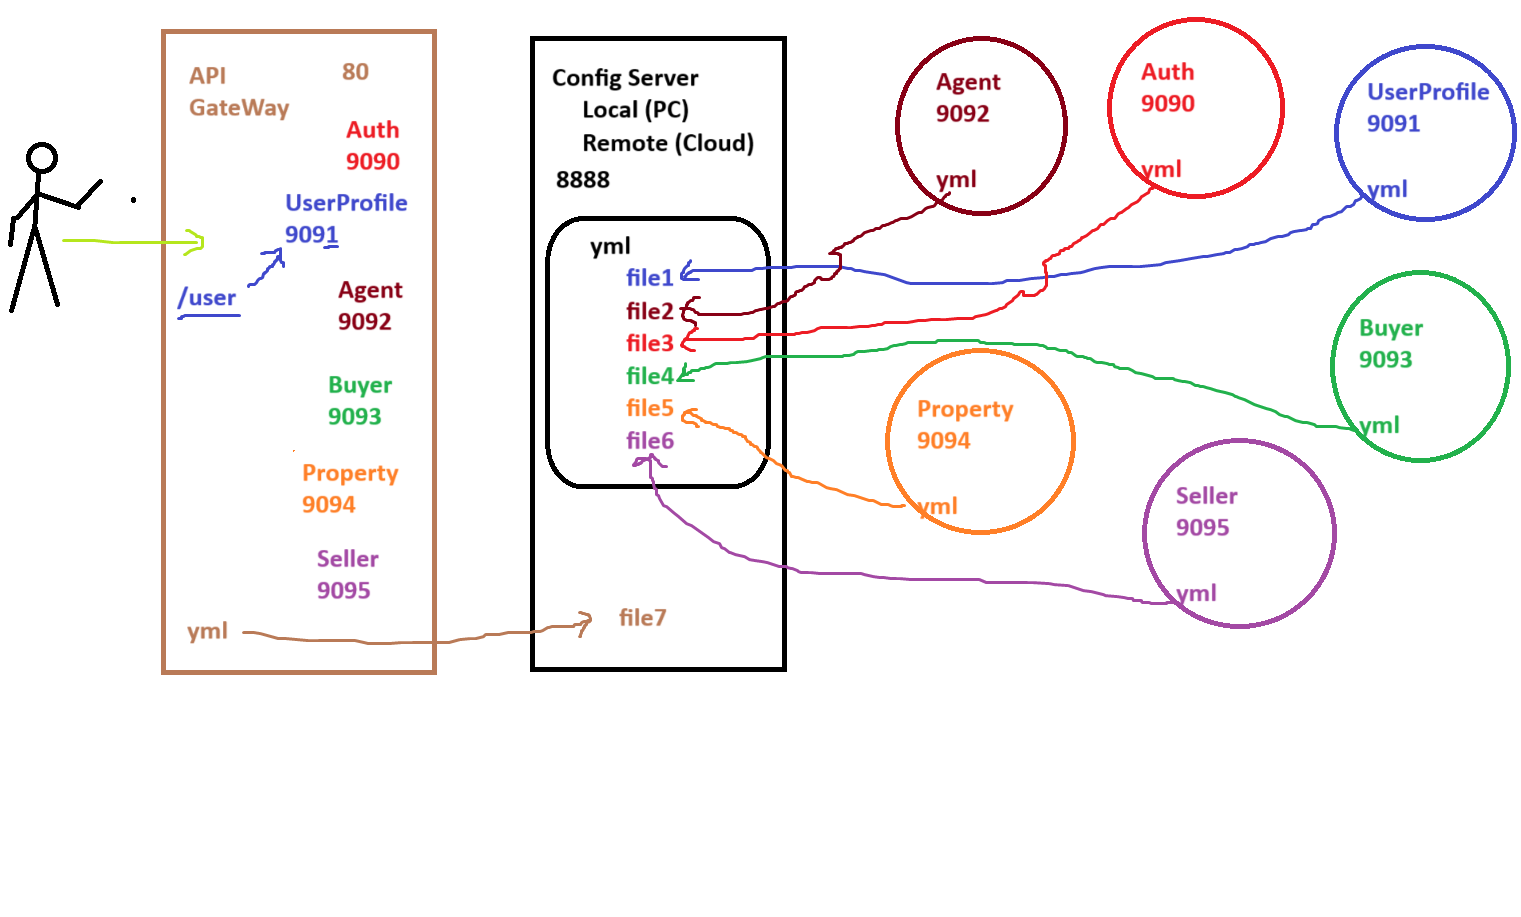 API
GateWay
80
Auth
9090
UserProfile
9091
/user
Agent
9092
Buyer
9093
Property
9094
Seller
9095
yml
Config Server
Local (PC)
Remote (Cloud)
8888
yml
file1
file2
file3
file4
file5
file6
file7
Agent
9092
yml
Auth
9090
yml
UserProfile
9091
yml
Buyer
9093
yml
Property
9094
yml
Seller
9095
yml